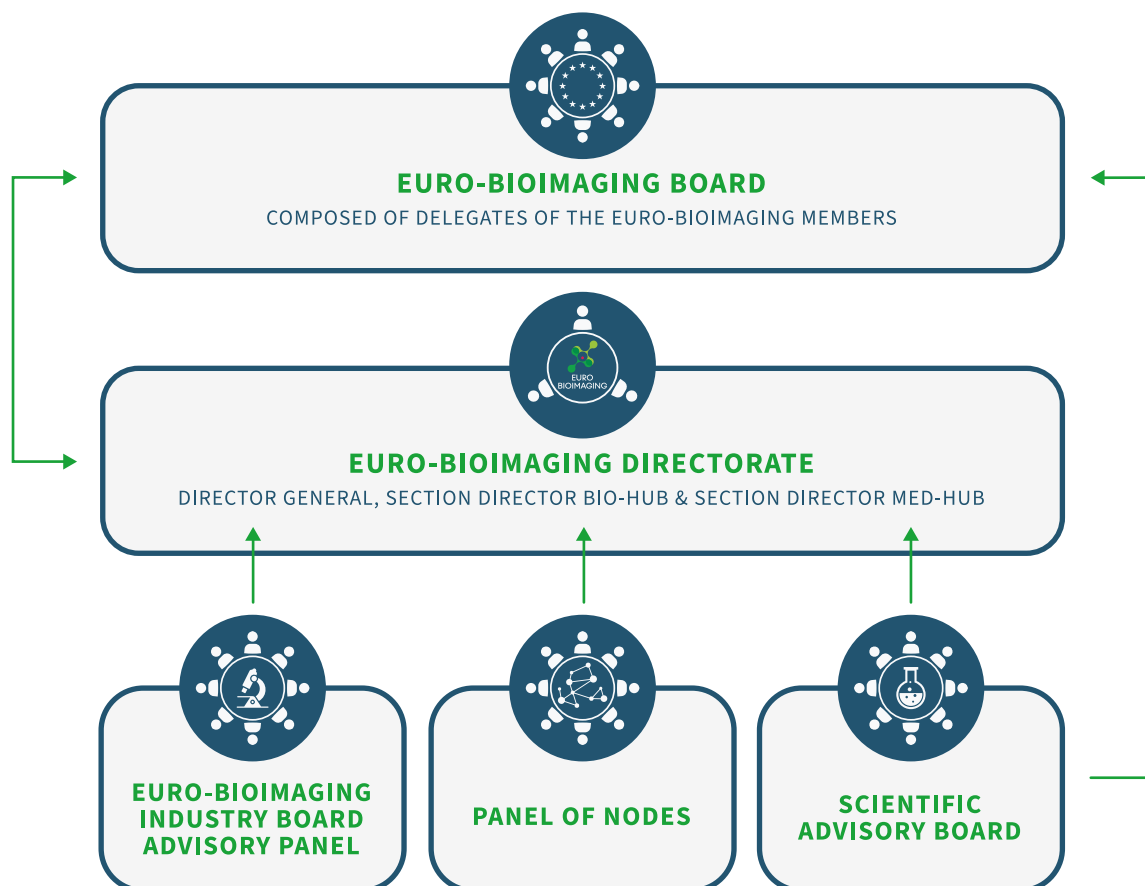 EURO-BIOIMAGING BOARD
COMPOSED OF DELEGATES OF THE EURO-BIOIMAGING MEMBERS
EURO
BIOIMAGING
EURO-BIOIMAGING DIRECTORATE
DIRECTOR GENERAL, SECTION DIRECTOR BIO-HUB & SECTION DIRECTOR MED-HUB
EURO-BIOIMAGING
INDUSTRY BOARD
ADVISORY PANEL
PANEL OF NODES
SCIENTIFIC
ADVISORY BOARD